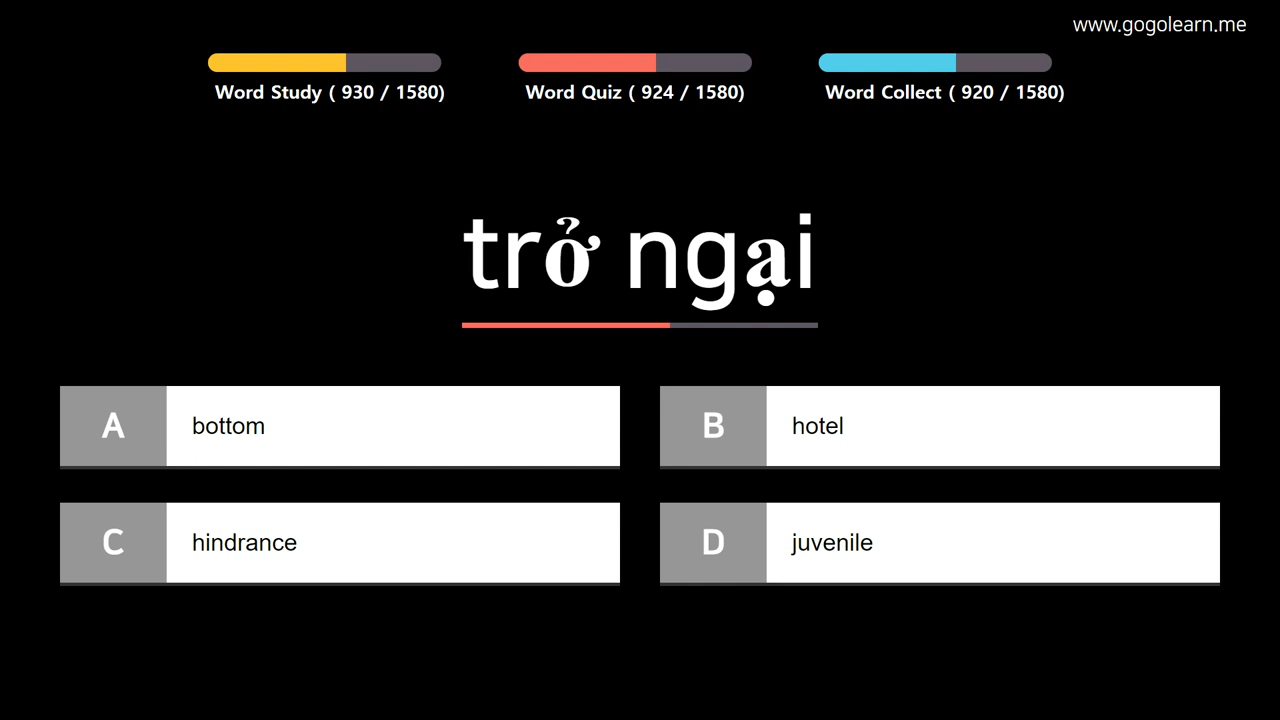 www.gogolearn.me
Word Study ( 930 / 1580)
Word Quiz ( 924 / 1580)
Word Collect ( 920 / 1580)
trở ngại
A bottom
B hotel
C hindrance
D juvenile